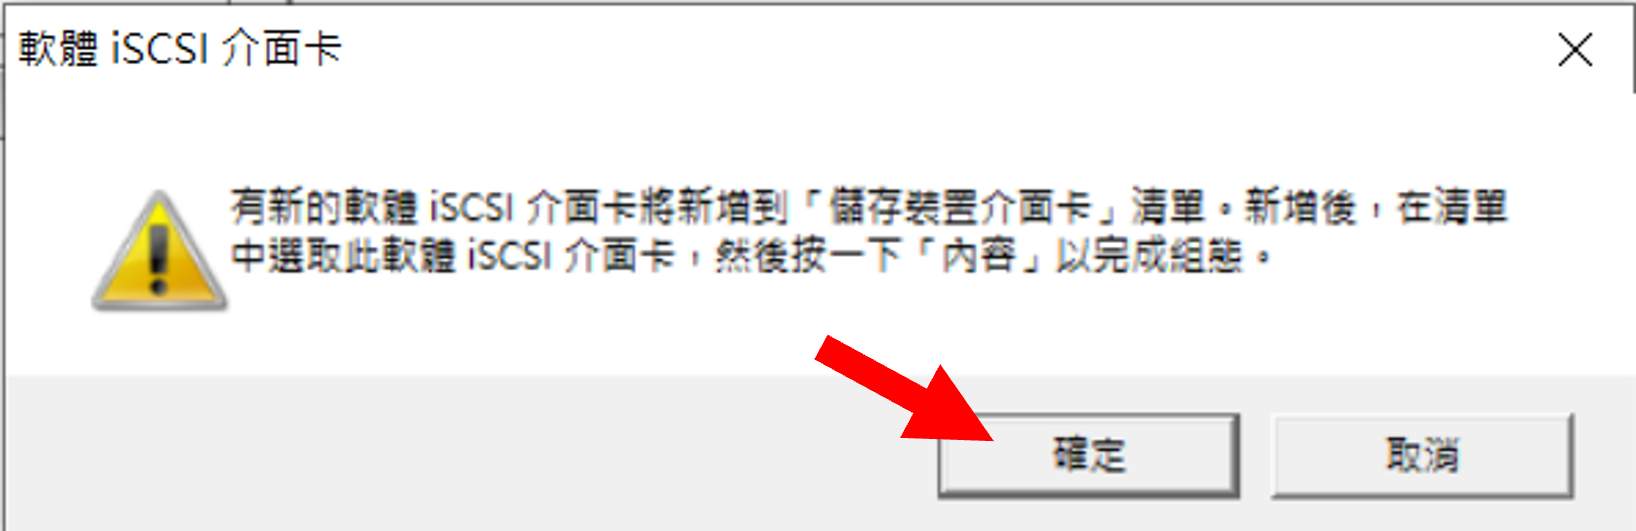 軟體 iSCSI 介面卡
有新的軟體 iSCSI 介面卡將新增到「儲存裝置介面卡」清單。新增後，在清單
中選取此軟體 iSCSI 介面卡，然後按一下「內容」以完成組態。
確定
取消